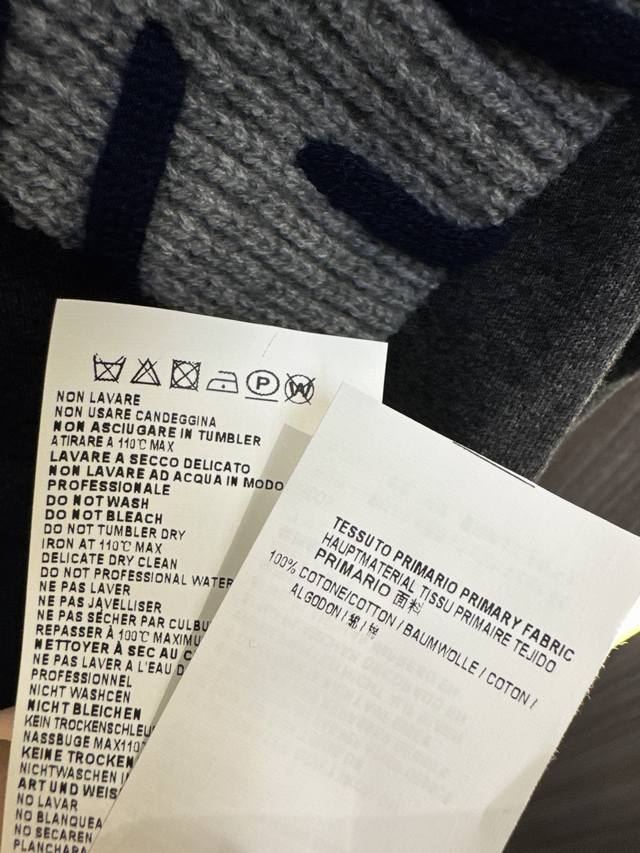 P
W
NON LAVARE
NON USARE CANDEGGINA
NON ASCIUGARE IN TUMBLER
ATIRARE A 110°C MAX
LAVARE A SECCO DELICATO
NON LAVARE AD ACQUA IN MODO
PROFESSIONALE
DO NOT WASH
DO NOT BLEACH
DO NOT TUMBLER DRY
IRON AT 110°C MAX
DELICATE DRY CLEAN
DO NOT PROFESSIONAL WATER
NE PAS LAVER
NE PAS JAVELLISER
NE PAS SÉCHER PAR CULBU
REPASSER À 100°C MAXIMU
NETTOYER À SEC AU C
NE PAS LAVER A L'EAU D
PROFESSIONNEL
NICHT WASHCEN
NICHT BLEICHEN
KEIN TROCKENSCHLEU
NASSBUGE MAX110°
KEINE TROCKEN
NICHTWASCHEN I
ART UND WEIS
NO LAVAR
NO BLANQUEA
NO SECAREN
PLANCHARA
TESSUTO PRIMARIO PRIMARY FABRIC
HAUPTMATERIAL TISSU PRIMAIRE TEJIDO
PRIMARIO 面料
100% COTONE/COTTON / BAUMWOLLE / COTON /
ALGODON / 綿 /